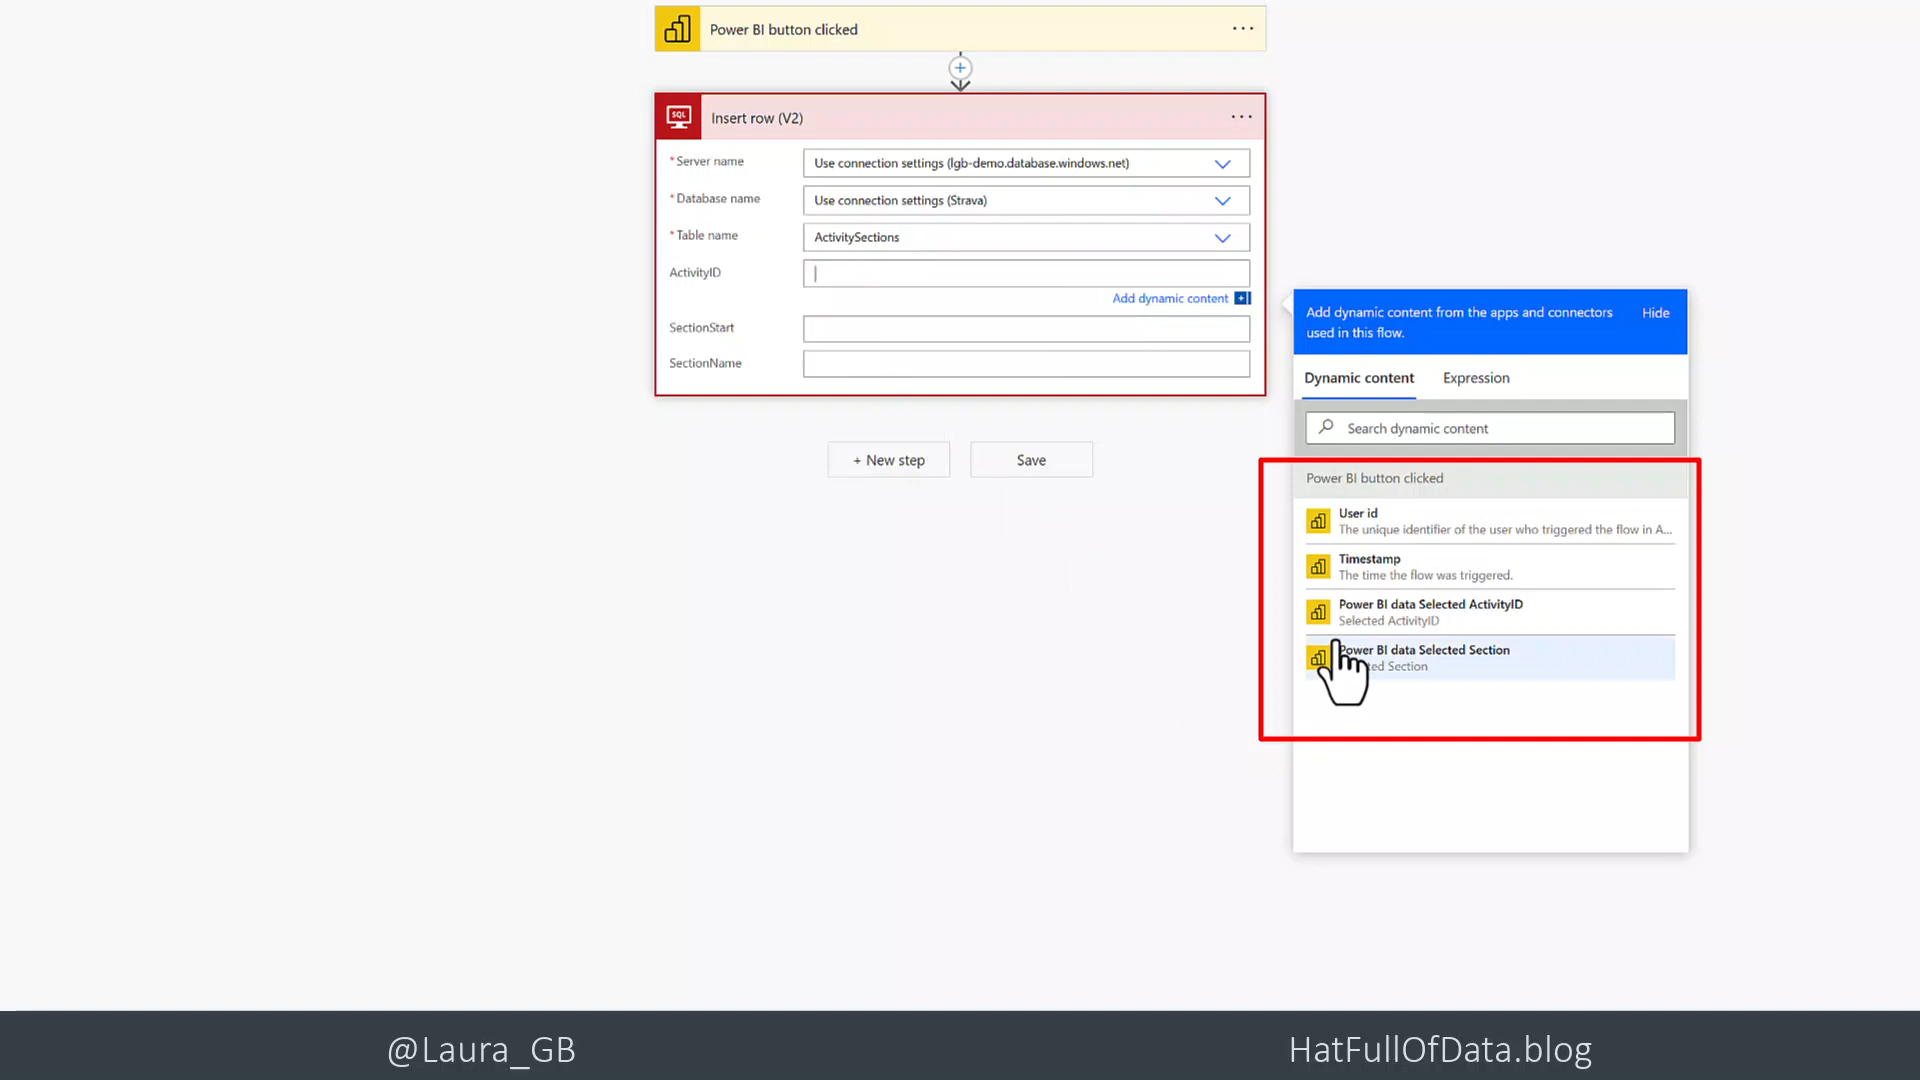 Power BI button clicked
SQL
Insert row (V2)
* Server name
Use connection settings (lgb-demo.database.windows.net)
* Database name
Use connection settings (Strava)
* Table name
ActivitySections
ActivityID
Add dynamic content
SectionStart
SectionName
+ New step
Save
Add dynamic content from the apps and connectors
used in this flow.
Hide
Dynamic content
Expression
Search dynamic content
Power BI button clicked
User id
The unique identifier of the user who triggered the flow in A...
Timestamp
The time the flow was triggered.
Power BI data Selected ActivityID
Selected ActivityID
Power BI data Selected Section
Section
@Laura_GB
HatFullOfData.blog